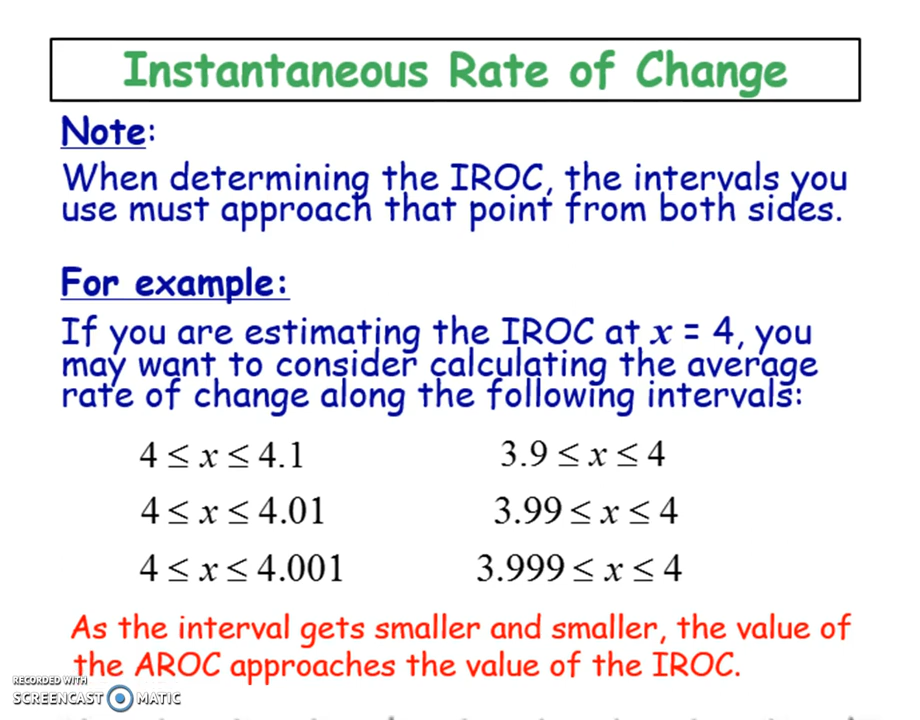 Instantaneous Rate of Change
Note:
When determining the IROC, the intervals you
use must approach that point from both sides.
For example:
If you are estimating the IROC at x = 4, you
may want to consider calculating the average
rate of change along the following intervals:
4 ≤ x ≤ 4.1 3.9 ≤ x ≤ 4
4 ≤ x ≤ 4.01 3.99 ≤ x ≤ 4
4 ≤ x ≤ 4.001 3.999 ≤ x ≤ 4
As the interval gets smaller and smaller, the value of
the AROC approaches the value of the IROC.
RECORDED WITH
SCREENCAST MATIC